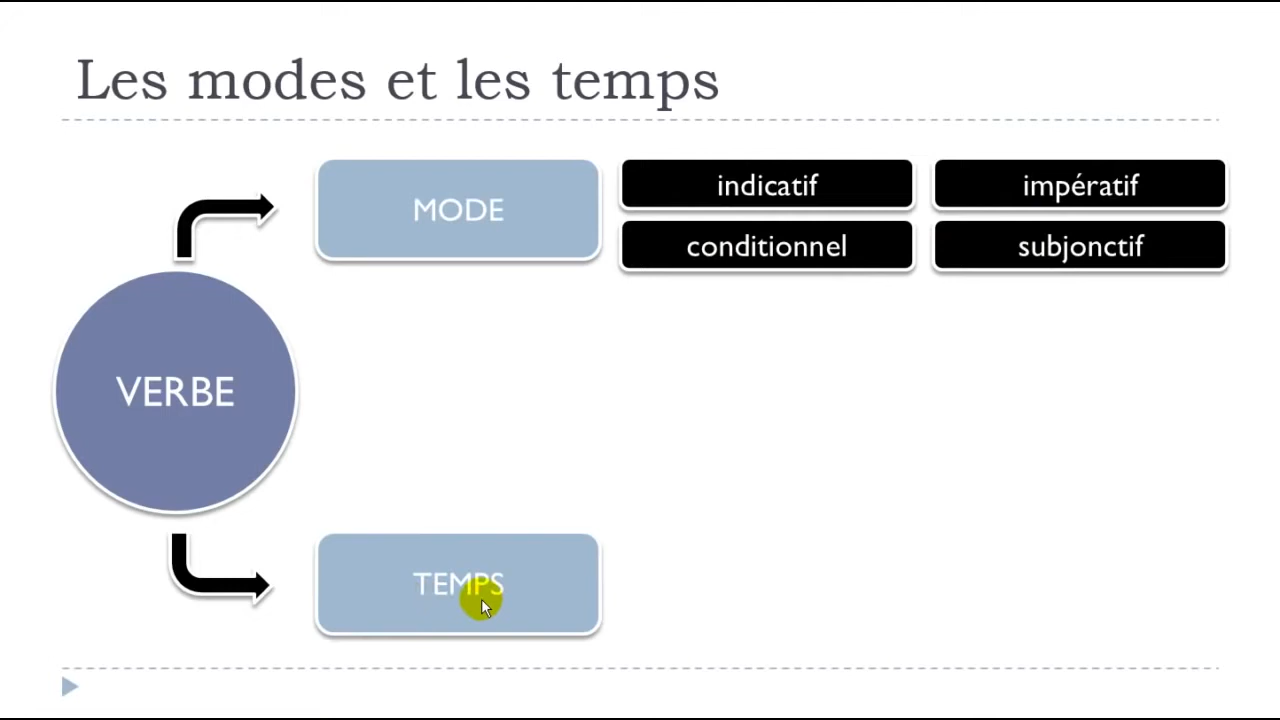 Les modes et les temps
MODE
indicatif
impératif
conditionnel
subjonctif
VERBE
TEMPS